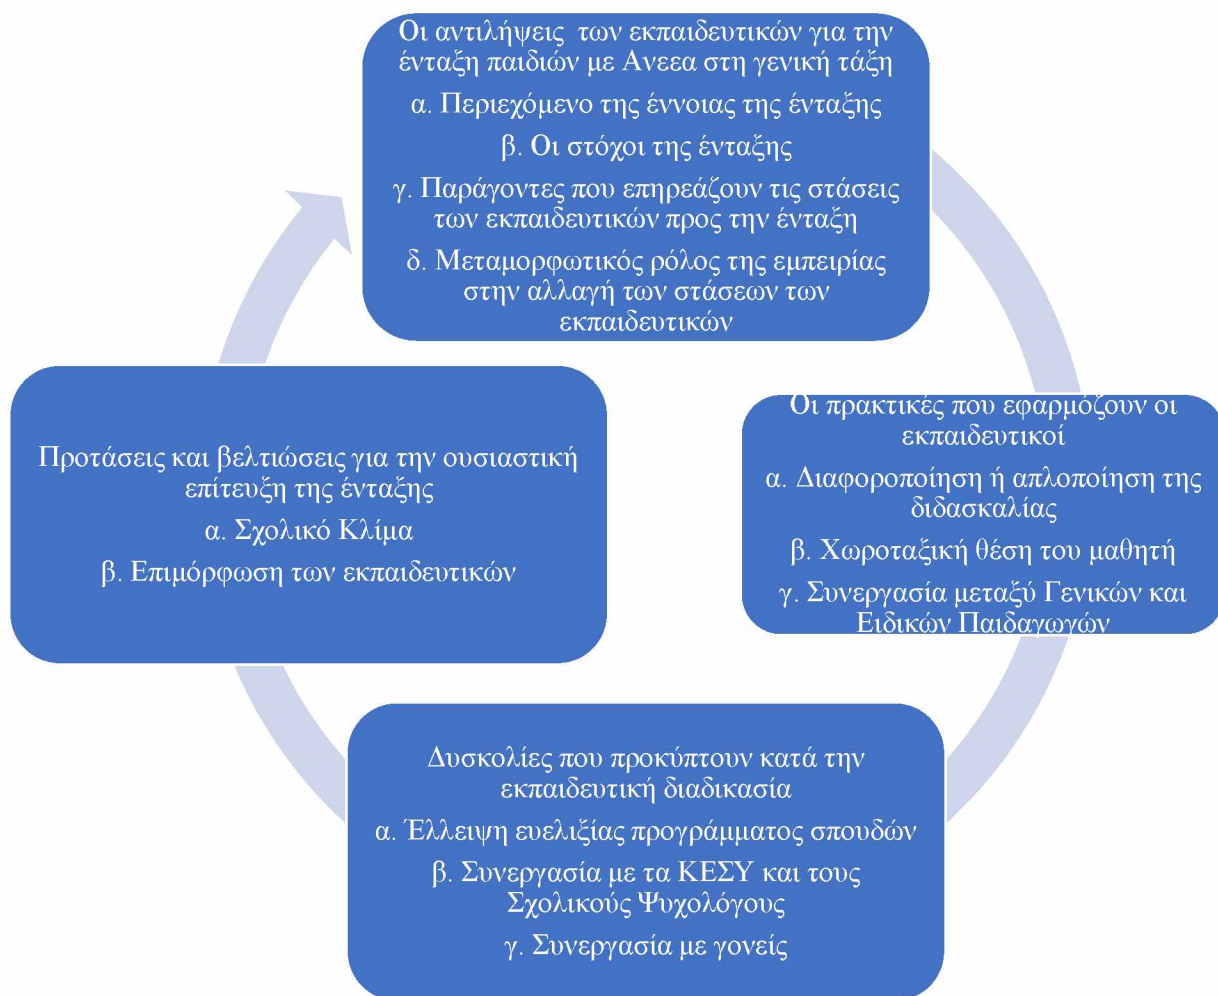 Οι αντιλήψεις των εκπαιδευτικών για την
ένταξη παιδιών με Ανεεα στη γενική τάξη
α. Περιεχόμενο της έννοιας της ένταξης
β. Οι στόχοι της ένταξης
γ. Παράγοντες που επηρεάζουν τις στάσεις
των εκπαιδευτικών προς την ένταξη
δ. Μεταμορφωτικός ρόλος της εμπειρίας
στην αλλαγή των στάσεων των
εκπαιδευτικών
Οι πρακτικές που εφαρμόζουν οι
εκπαιδευτικοί
α. Διαφοροποίηση ή απλοποίηση της
διδασκαλίας
β. Χωροταξική θέση του μαθητή
γ. Συνεργασία μεταξύ Γενικών και
Ειδικών Παιδαγωγών
Δυσκολίες που προκύπτουν κατά την
εκπαιδευτική διαδικασία
α. Έλλειψη ευελιξίας προγράμματος σπουδών
β. Συνεργασία με τα ΚΕΣΥ και τους
Σχολικούς Ψυχολόγους
γ. Συνεργασία με γονείς
Προτάσεις και βελτιώσεις για την ουσιαστική
επίτευξη της ένταξης
α. Σχολικό Κλίμα
β. Επιμόρφωση των εκπαιδευτικών